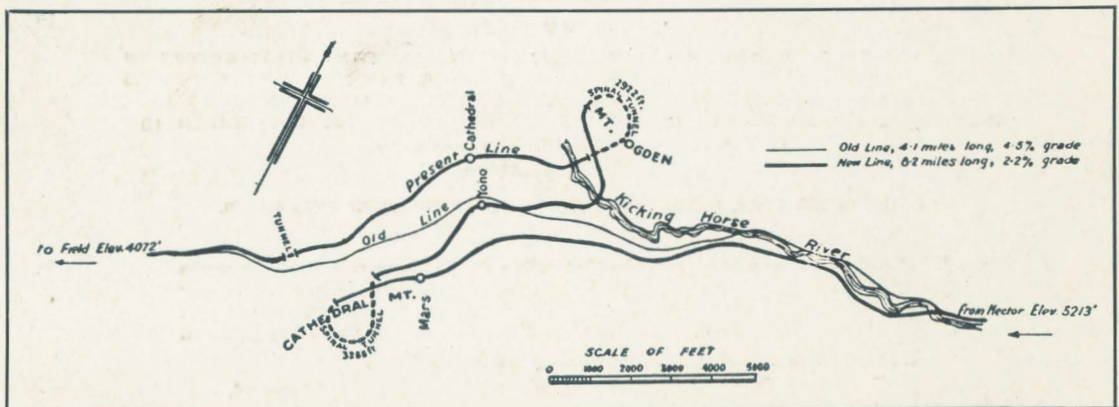 2922 ft.
SPIRAL TUNNEL
MT.
OGDEN
Cathedral
Present Line
Old Line, 4.1 miles long, 4.5% grade
New Line, 8.2 miles long, 2.2% grade
Yono
Kicking Horse River
TUNNEL
Old Line
to Field Elev. 4072'
CATHEDRAL MT.
Mars
SPIRAL TUNNEL
3266 ft
from Hector Elev 5213'
SCALE OF FEET
0 1000 2000 3000 4000 5000